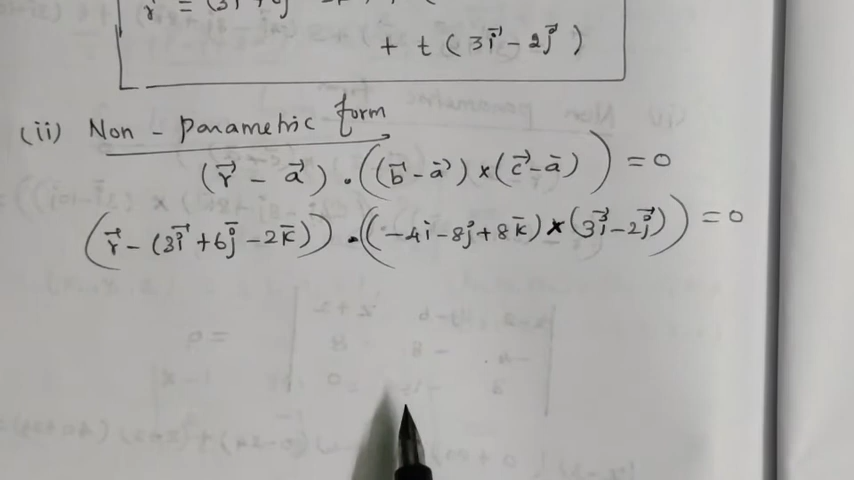 + t ( 3i⃗ − 2j⃗ )
(ii) Non - parametric form
(r⃗ − a⃗) . ((b⃗ − a⃗) × (c⃗ − a⃗)) = 0
(r⃗ − (3i⃗ + 6j⃗ − 2k⃗)) . ((−4i⃗ − 8j⃗ + 8k⃗) × (3i⃗ − 2j⃗)) = 0